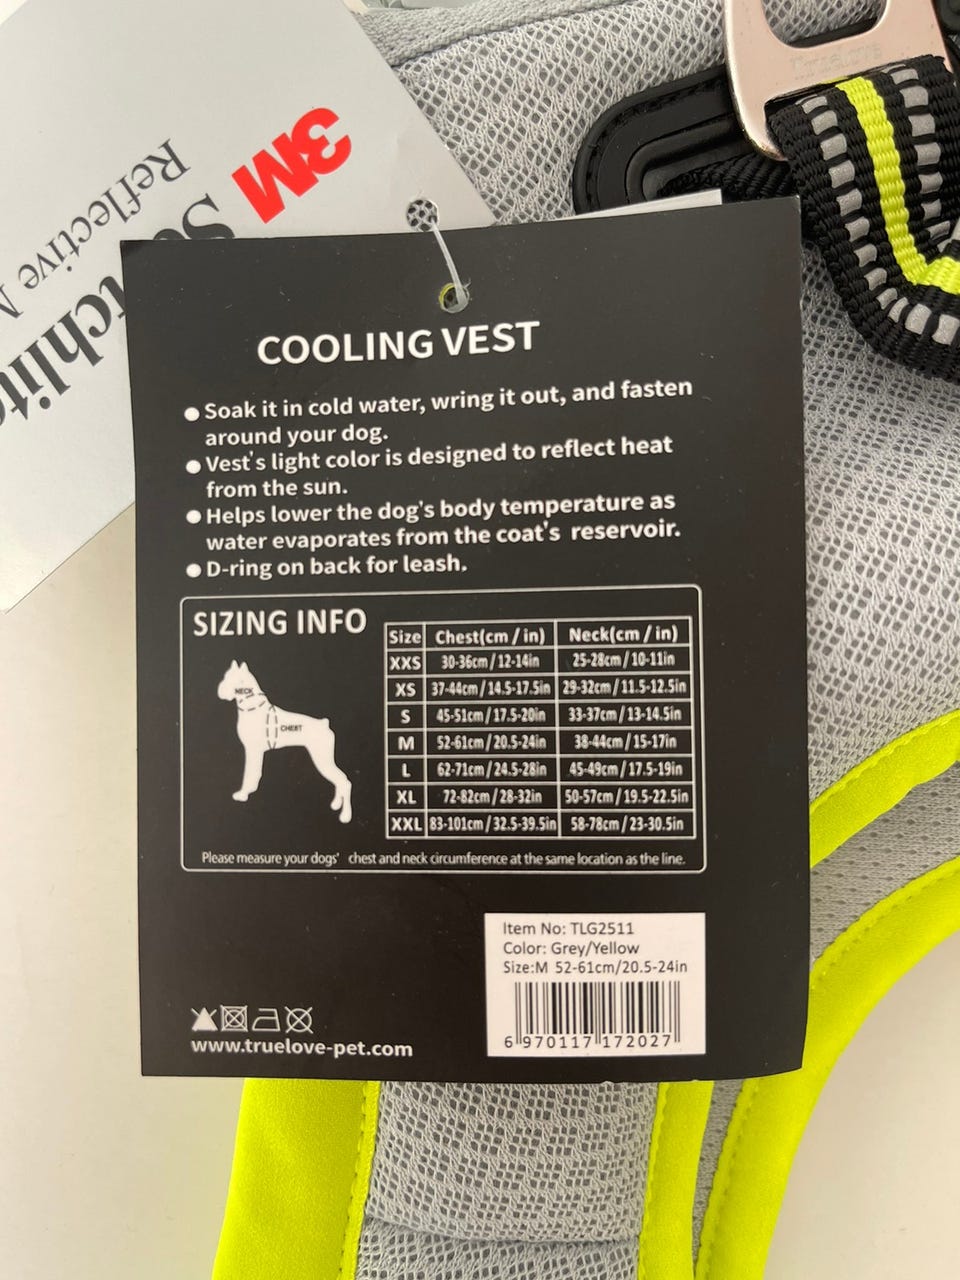 3M
Scotchlite
Reflective
Truelove
COOLING VEST
● Soak it in cold water, wring it out, and fasten
around your dog.
● Vest's light color is designed to reflect heat
from the sun.
● Helps lower the dog's body temperature as
water evaporates from the coat's reservoir.
● D-ring on back for leash.
SIZING INFO
NECK
CHEST
Size Chest(cm / in) Neck(cm / in)
XXS 30-36cm / 12-14in 25-28cm / 10-11in
XS 37-44cm / 14.5-17.5in 29-32cm / 11.5-12.5in
S 45-51cm / 17.5-20in 33-37cm / 13-14.5in
M 52-61cm / 20.5-24in 38-44cm / 15-17in
L 62-71cm / 24.5-28in 45-49cm / 17.5-19in
XL 72-82cm / 28-32in 50-57cm / 19.5-22.5in
XXL 83-101cm / 32.5-39.5in 58-78cm / 23-30.5in
Please measure your dogs' chest and neck circumference at the same location as the line.
Item No: TLG2511
Color: Grey/Yellow
Size:M 52-61cm/20.5-24in
6 970117 172027
www.truelove-pet.com